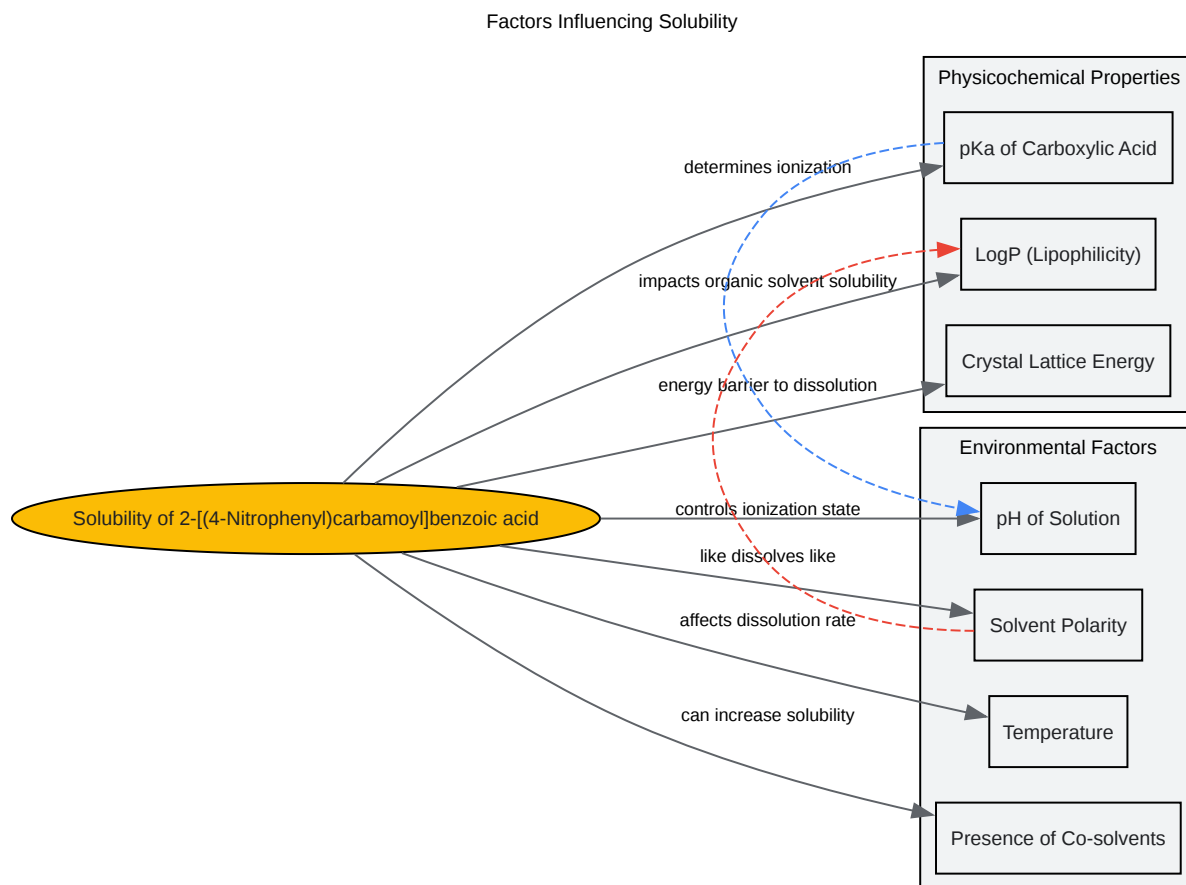 Factors Influencing Solubility
Physicochemical Properties
pKa of Carboxylic Acid
determines ionization
LogP (Lipophilicity)
impacts organic solvent solubility
Crystal Lattice Energy
energy barrier to dissolution
Environmental Factors
Solubility of 2-[(4-Nitrophenyl)carbamoyl]benzoic acid
controls ionization state
pH of Solution
like dissolves like
Solvent Polarity
affects dissolution rate
Temperature
can increase solubility
Presence of Co-solvents